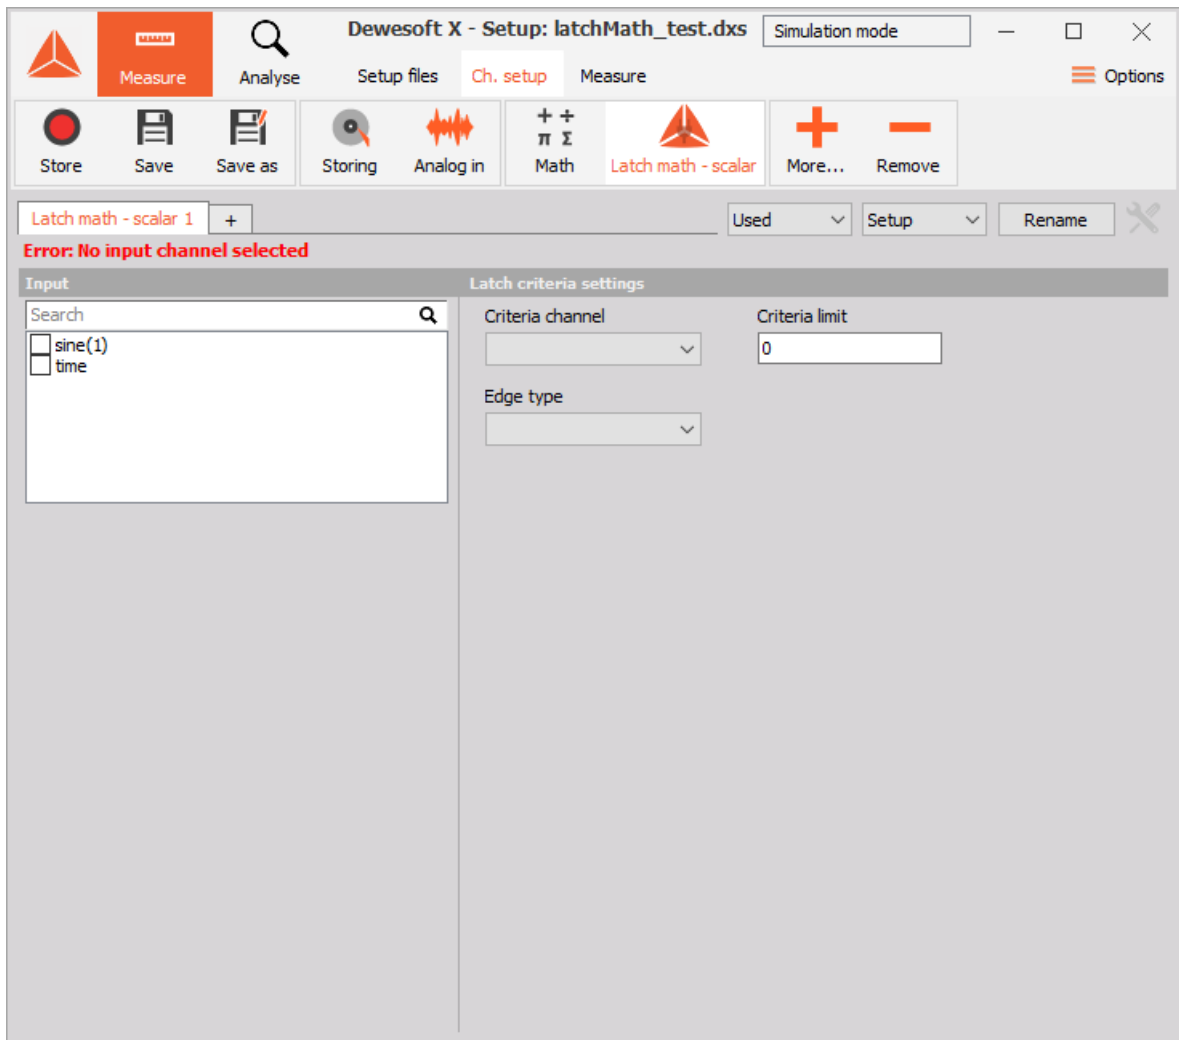 Dewesoft X - Setup: latchMath_test.dxs
Simulation mode
Measure
Analyse
Setup files
Ch. setup
Measure
Options
+ ÷
π Σ
Store
Save
Save as
Storing
Analog in
Math
Latch math - scalar
More...
Remove
Latch math - scalar 1
+
Used
Setup
Rename
Error: No input channel selected
Input
Latch criteria settings
Search
Criteria channel
Criteria limit
sine(1)
0
time
Edge type